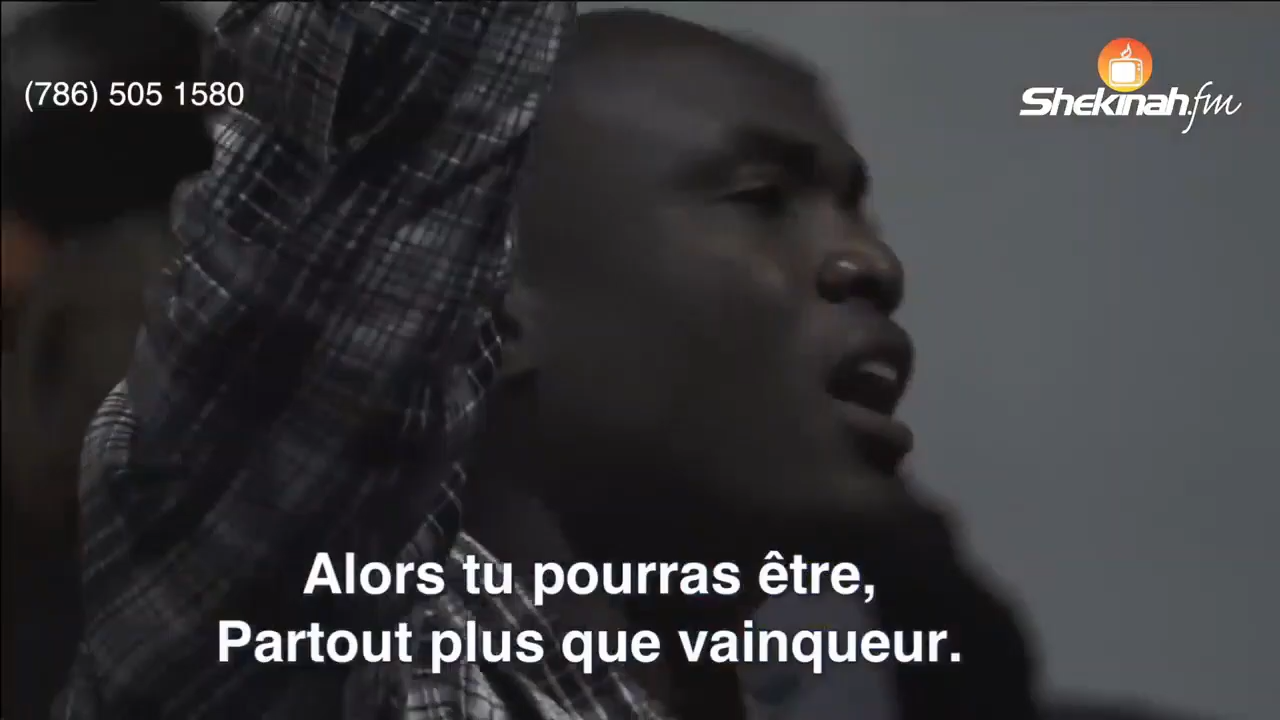 (786) 505 1580
Shekinah.fm
Alors tu pourras être,
Partout plus que vainqueur.